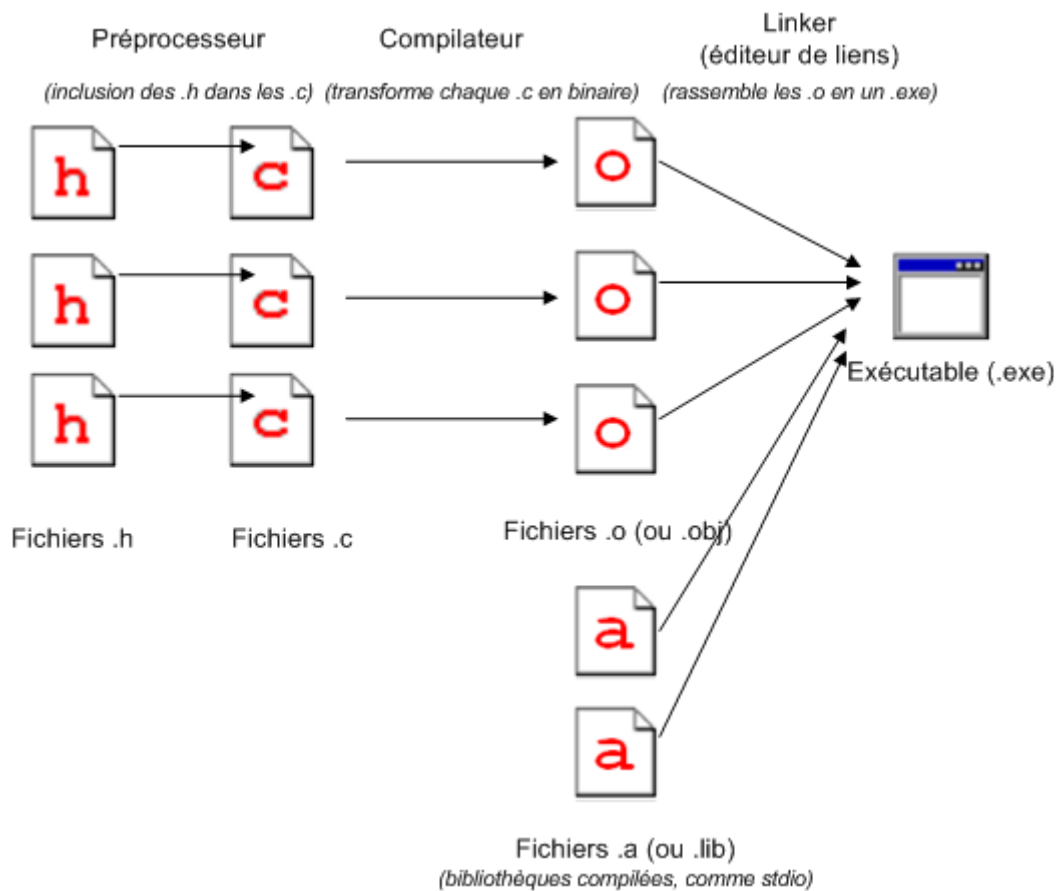 Préprocesseur
Compilateur
Linker
(éditeur de liens)
(inclusion des .h dans les .c)
(transforme chaque .c en binaire)
(rassemble les .o en un .exe)
h
c
o
h
c
o
Exécutable (.exe)
h
c
o
Fichiers .h
Fichiers .c
Fichiers .o (ou .obj)
a
a
Fichiers .a (ou .lib)
(bibliothèques compilées, comme stdio)